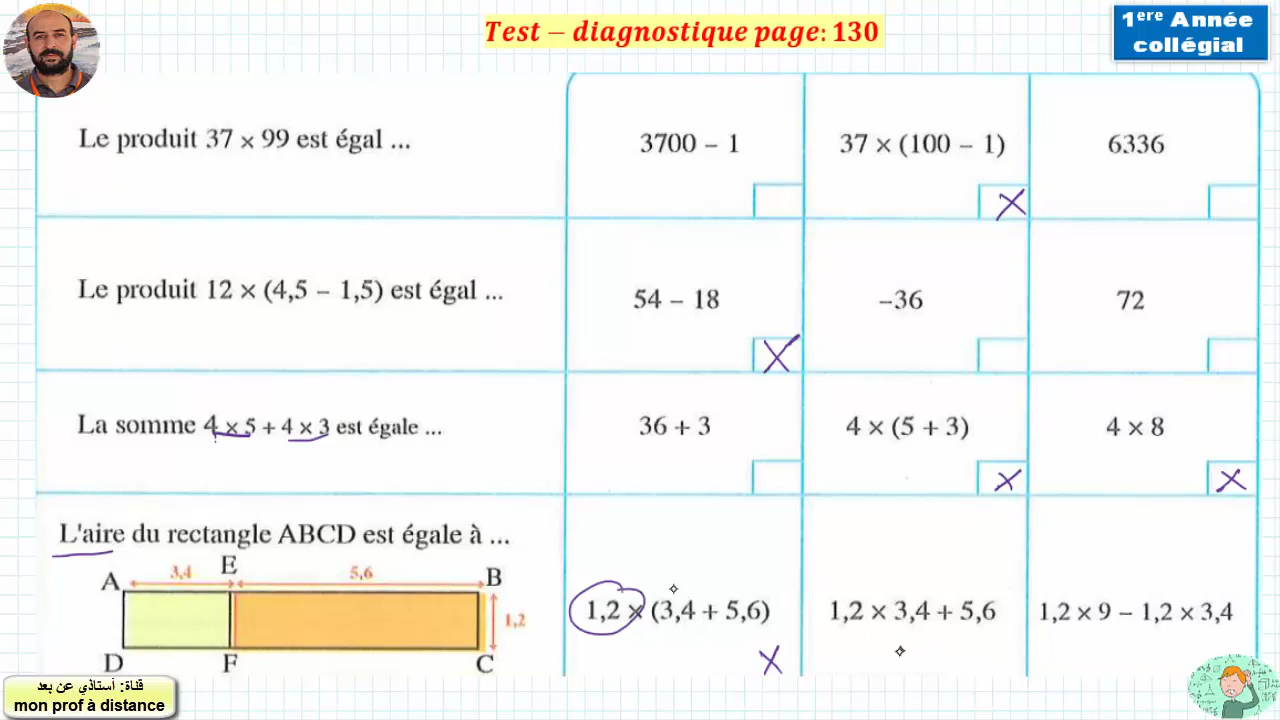 Test – diagnostique page: 130
1ere Année
collégial
Le produit 37 × 99 est égal ...
3700 – 1
37 × (100 – 1)
6336
Le produit 12 × (4,5 – 1,5) est égal ...
54 – 18
–36
72
La somme 4 × 5 + 4 × 3 est égale ...
36 + 3
4 × (5 + 3)
4 × 8
L'aire du rectangle ABCD est égale à ...
A 3,4 E 5,6 B
1,2
D F C
1,2 × (3,4 + 5,6)
1,2 × 3,4 + 5,6
1,2 × 9 – 1,2 × 3,4
قناة: أستاذي عن بعد
mon prof à distance